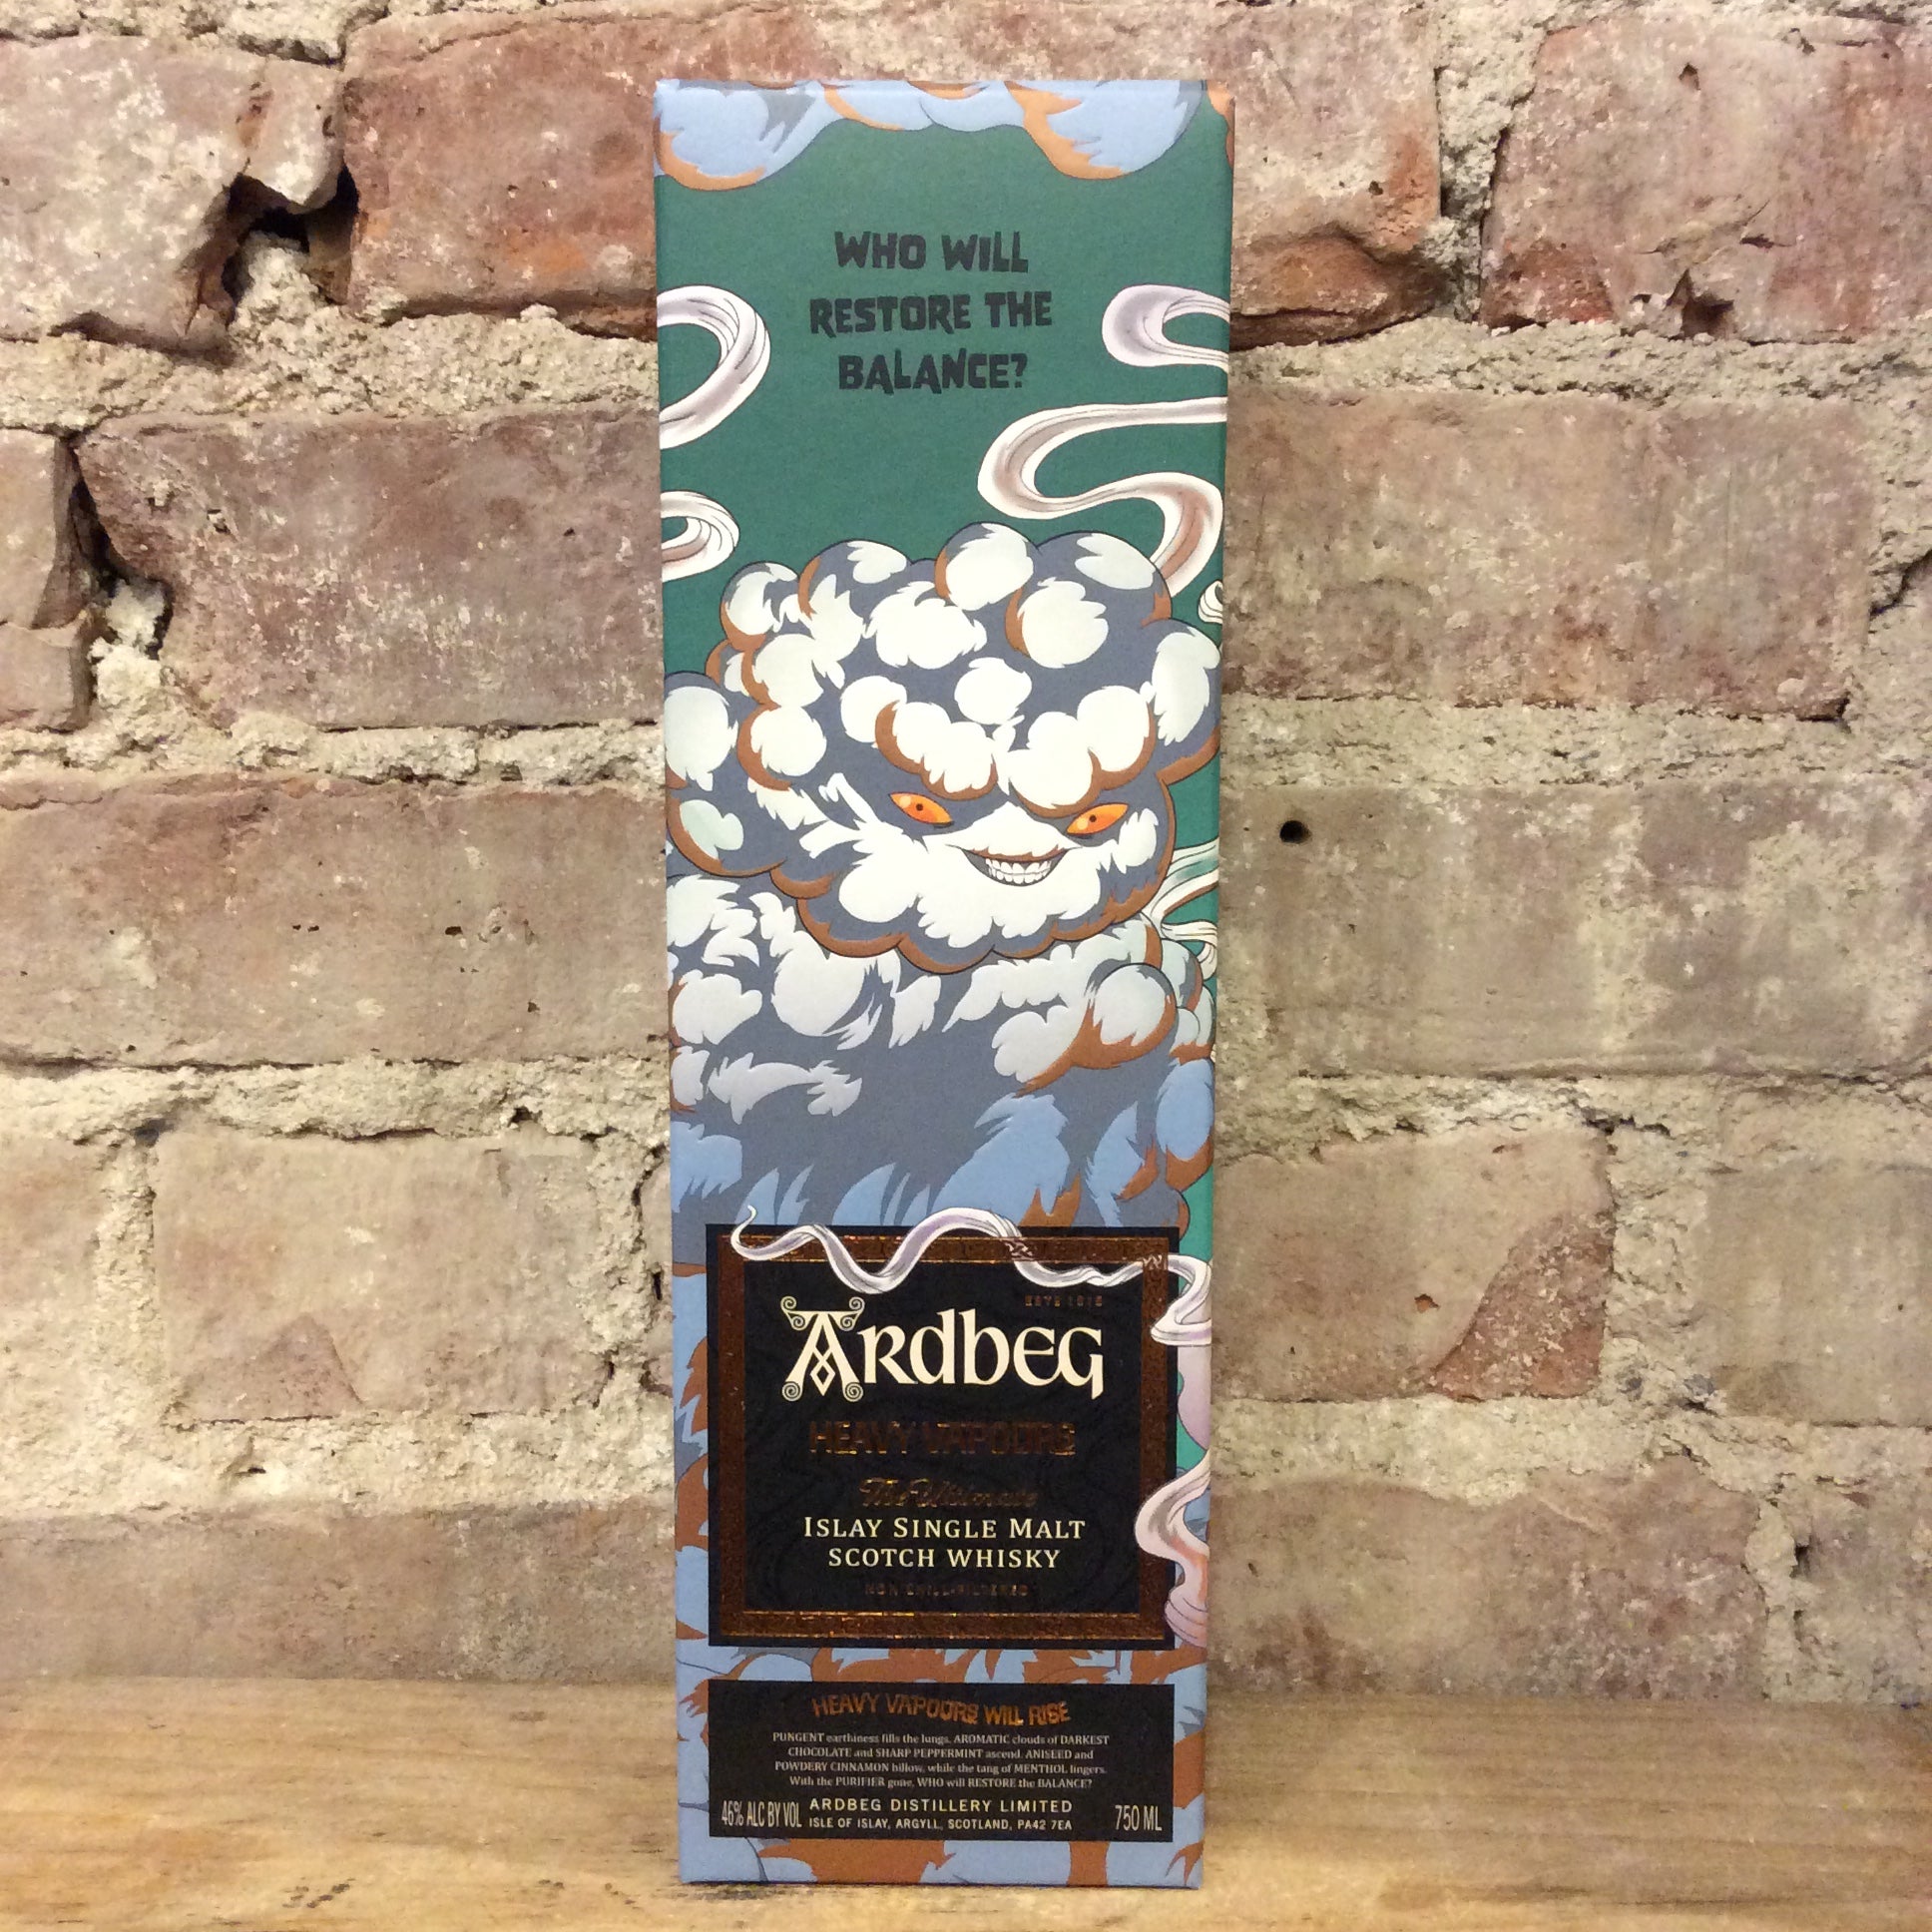 WHO WILL
RESTORE THE
BALANCE?
ESTD 1815
ARDBEG
HEAVY VAPOURS
The Ultimate
ISLAY SINGLE MALT
SCOTCH WHISKY
NON CHILL-FILTERED
HEAVY VAPOURS WILL RISE
PUNGENT earthiness fills the lungs. AROMATIC clouds of DARKEST
CHOCOLATE and SHARP PEPPERMINT ascend. ANISEED and
POWDERY CINNAMON billow, while the tang of MENTHOL lingers.
With the PURIFIER gone, WHO will RESTORE the BALANCE?
46% ALC BY VOL ARDBEG DISTILLERY LIMITED 750 ML
ISLE OF ISLAY, ARGYLL, SCOTLAND, PA42 7EA